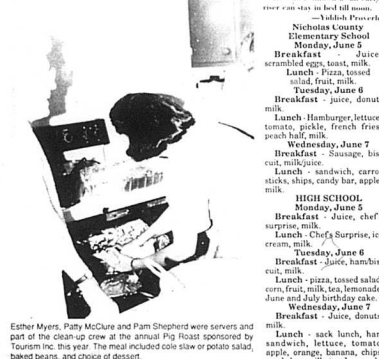 riser can stay in bed till noon.
—Yiddish Proverb
Nicholas County
Elementary School
Monday, June 5
Breakfast - Juice,
scrambled eggs, toast, milk.
Lunch - Pizza, tossed
salad, fruit, milk.
Tuesday, June 6
Breakfast - juice, donut
milk.
Lunch - Hamburger, lettuce
tomato, pickle, french fries
peach half, milk.
Wednesday, June 7
Breakfast - Sausage, bis
cuit, milk/juice.
Lunch - sandwich, carro
sticks, ships, candy bar, apple
milk.
HIGH SCHOOL
Monday, June 5
Breakfast - Juice, chef'
surprise, milk.
Lunch - Chef's Surprise, ic
cream, milk.
Tuesday, June 6
Breakfast - Juice, ham/bis
cuit, milk.
Lunch - pizza, tossed salad
corn, fruit, milk, tea, lemonade
June and July birthday cake.
Wednesday, June 7
Breakfast - Juice, donuts
milk.
Lunch - sack lunch, ham
sandwich, lettuce, tomato
apple, orange, banana, chip
Esther Myers, Patty McClure and Pam Shepherd were servers and
part of the clean-up crew at the annual Pig Roast sponsored by
Tourism Inc. this year. The meal included cole slaw or potato salad,
baked beans, and choice of dessert.